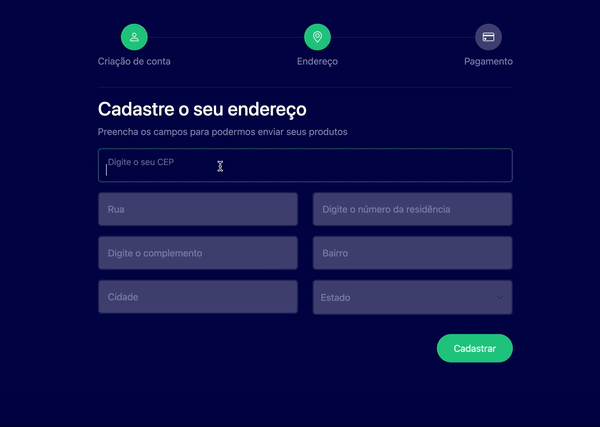 Criação de conta
Endereço
Pagamento
Cadastre o seu endereço
Preencha os campos para podermos enviar seus produtos
Digite o seu CEP
Rua
Digite o número da residência
Digite o complemento
Bairro
Cidade
Estado
Cadastrar